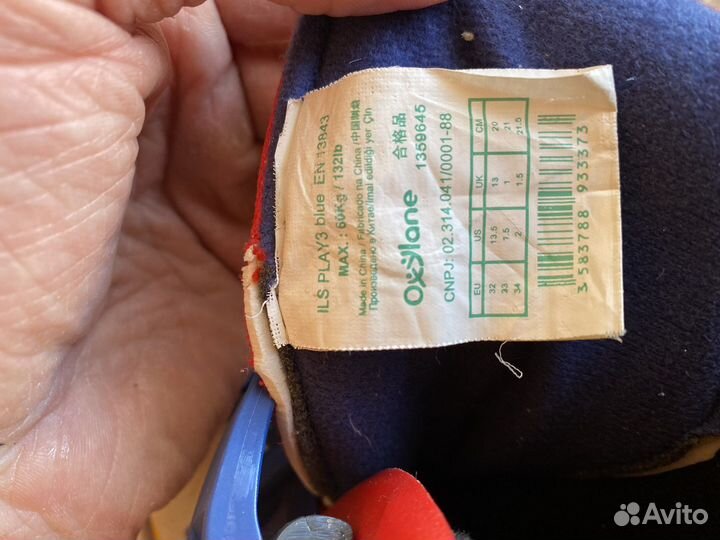 ILS PLAY3 blue EN 13843
MAX. : 60Kg / 132lb
Made in China / Fabricado na China /中国制造
Произведено в Китае/Imal edildiği yer Çin
Oxylane 合格品
1359645
CNPJ: 02.314.041/0001-88
EU US UK CM
32 13.5 13 20
33 1.5 1 21
34 2. 1.5 21.5
3 583788 933373
Avito